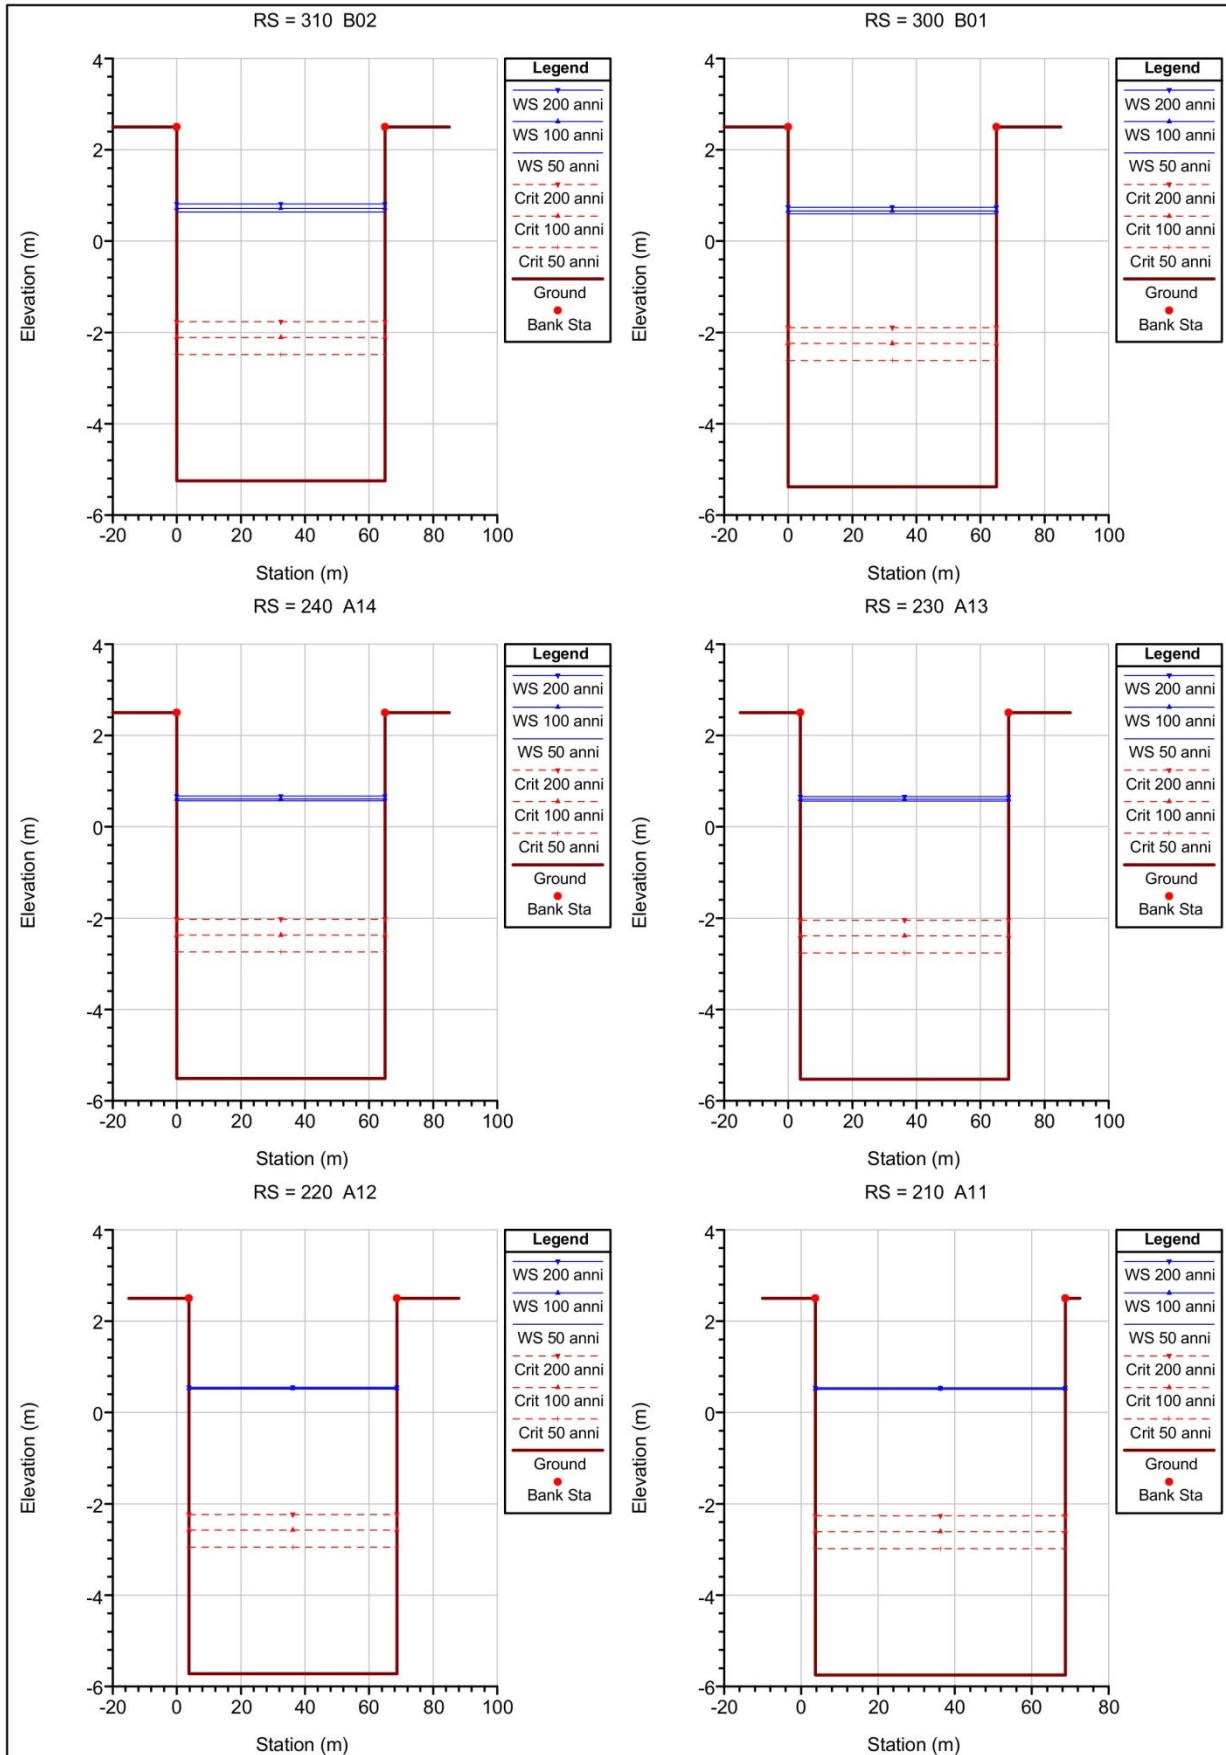 RS = 310 B02
Elevation (m)
4
2
0
-2
-4
-6
-20 0 20 40 60 80 100
Station (m)
Legend
WS 200 anni
WS 100 anni
WS 50 anni
Crit 200 anni
Crit 100 anni
Crit 50 anni
Ground
Bank Sta
RS = 300 B01
Elevation (m)
4
2
0
-2
-4
-6
-20 0 20 40 60 80 100
Station (m)
Legend
WS 200 anni
WS 100 anni
WS 50 anni
Crit 200 anni
Crit 100 anni
Crit 50 anni
Ground
Bank Sta
RS = 240 A14
Elevation (m)
4
2
0
-2
-4
-6
-20 0 20 40 60 80 100
Station (m)
Legend
WS 200 anni
WS 100 anni
WS 50 anni
Crit 200 anni
Crit 100 anni
Crit 50 anni
Ground
Bank Sta
RS = 230 A13
Elevation (m)
4
2
0
-2
-4
-6
-20 0 20 40 60 80 100
Station (m)
Legend
WS 200 anni
WS 100 anni
WS 50 anni
Crit 200 anni
Crit 100 anni
Crit 50 anni
Ground
Bank Sta
RS = 220 A12
Elevation (m)
4
2
0
-2
-4
-6
-20 0 20 40 60 80 100
Station (m)
Legend
WS 200 anni
WS 100 anni
WS 50 anni
Crit 200 anni
Crit 100 anni
Crit 50 anni
Ground
Bank Sta
RS = 210 A11
Elevation (m)
4
2
0
-2
-4
-6
-20 0 20 40 60 80
Station (m)
Legend
WS 200 anni
WS 100 anni
WS 50 anni
Crit 200 anni
Crit 100 anni
Crit 50 anni
Ground
Bank Sta